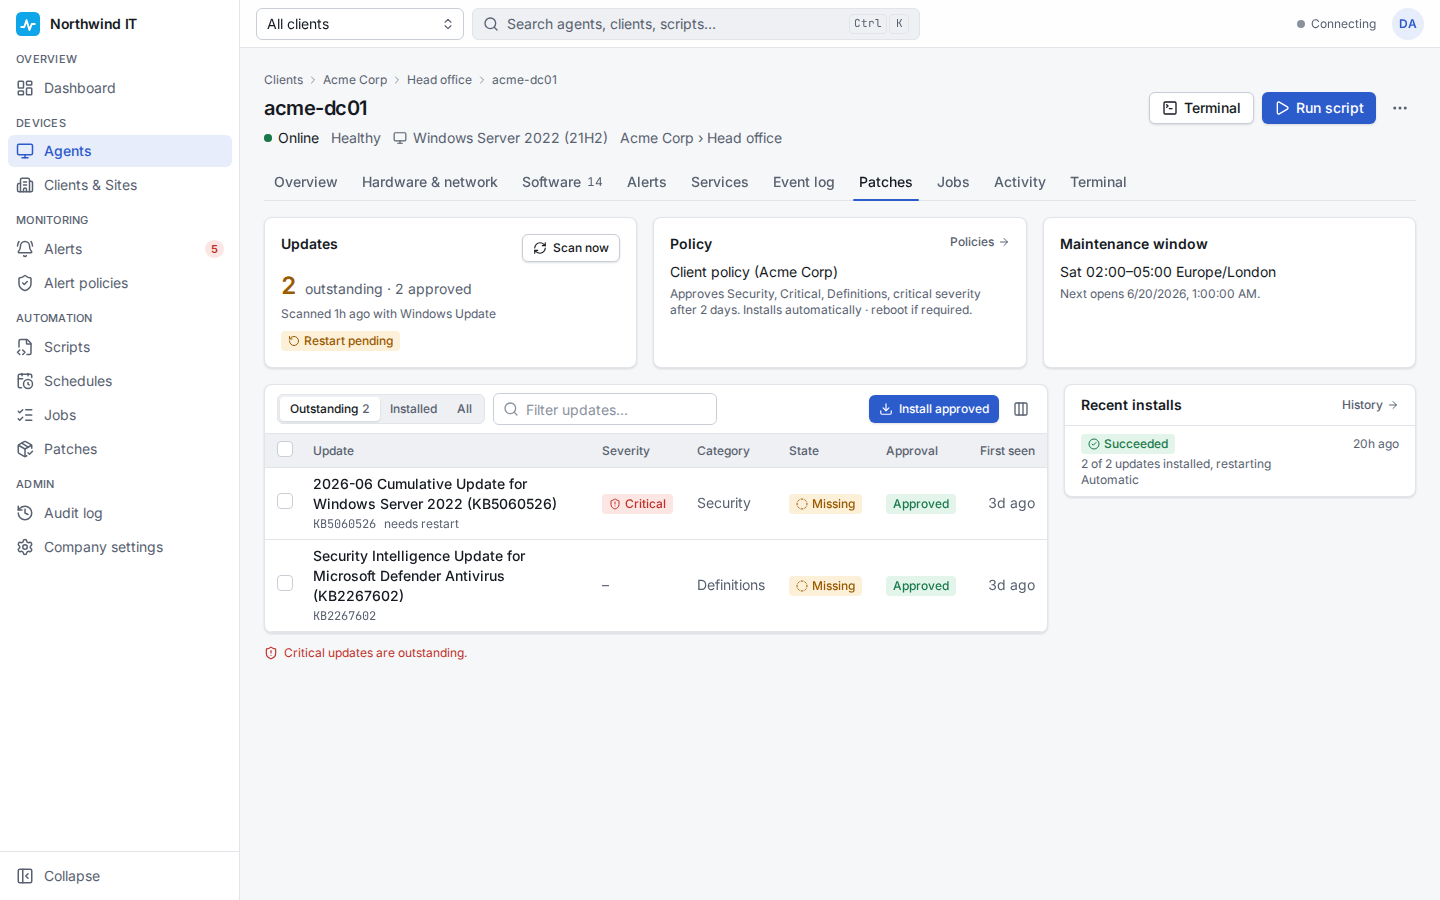 Northwind IT
All clients
Search agents, clients, scripts...
Ctrl K
Connecting
DA
OVERVIEW
Dashboard
DEVICES
Agents
Clients & Sites
MONITORING
Alerts 5
Alert policies
AUTOMATION
Scripts
Schedules
Jobs
Patches
ADMIN
Audit log
Company settings
Collapse
Clients > Acme Corp > Head office > acme-dc01
acme-dc01
Terminal
Run script
Online Healthy Windows Server 2022 (21H2) Acme Corp › Head office
Overview Hardware & network Software 14 Alerts Services Event log Patches Jobs Activity Terminal
Updates
Scan now
2 outstanding · 2 approved
Scanned 1h ago with Windows Update
Restart pending
Policy
Policies →
Client policy (Acme Corp)
Approves Security, Critical, Definitions, critical severity
after 2 days. Installs automatically · reboot if required.
Maintenance window
Sat 02:00–05:00 Europe/London
Next opens 6/20/2026, 1:00:00 AM.
Outstanding 2 Installed All
Filter updates...
Install approved
Update Severity Category State Approval First seen
2026-06 Cumulative Update for
Windows Server 2022 (KB5060526)
KB5060526 needs restart
Critical Security Missing Approved 3d ago
Security Intelligence Update for
Microsoft Defender Antivirus
(KB2267602)
KB2267602
– Definitions Missing Approved 3d ago
Critical updates are outstanding.
Recent installs
History →
Succeeded 20h ago
2 of 2 updates installed, restarting
Automatic